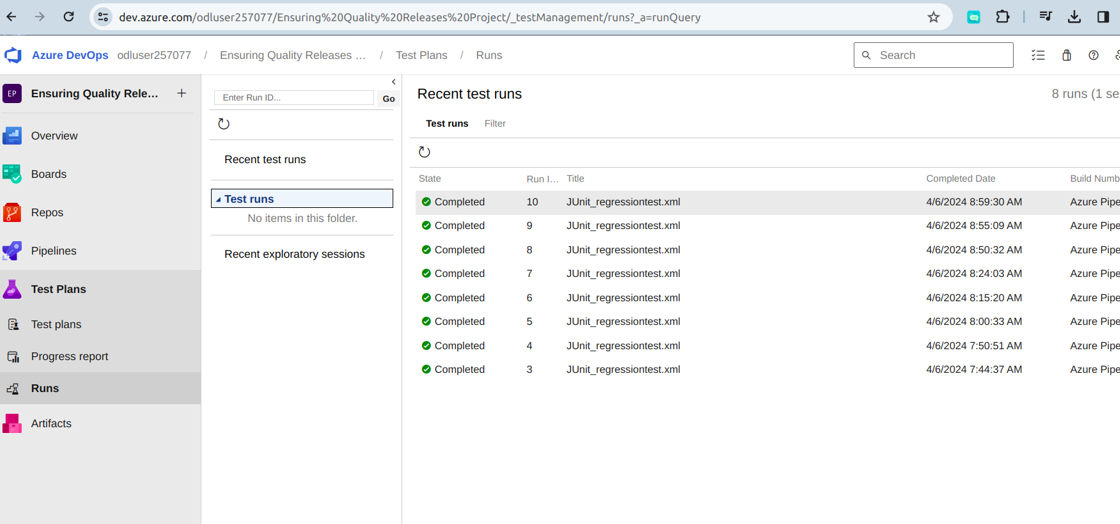 dev.azure.com/odluser257077/Ensuring%20Quality%20Releases%20Project/_testManagement/runs?_a=runQuery
Azure DevOps odluser257077 / Ensuring Quality Releases ... / Test Plans / Runs
Search
EP Ensuring Quality Rele... +
Overview
Boards
Repos
Pipelines
Test Plans
Test plans
Progress report
Runs
Artifacts
Enter Run ID... Go
Recent test runs
Test runs
No items in this folder.
Recent exploratory sessions
Recent test runs 8 runs (1 se
Test runs Filter
State Run I... Title Completed Date Build Numb
Completed 10 JUnit_regressiontest.xml 4/6/2024 8:59:30 AM Azure Pipe
Completed 9 JUnit_regressiontest.xml 4/6/2024 8:55:09 AM Azure Pipe
Completed 8 JUnit_regressiontest.xml 4/6/2024 8:50:32 AM Azure Pipe
Completed 7 JUnit_regressiontest.xml 4/6/2024 8:24:03 AM Azure Pipe
Completed 6 JUnit_regressiontest.xml 4/6/2024 8:15:20 AM Azure Pipe
Completed 5 JUnit_regressiontest.xml 4/6/2024 8:00:33 AM Azure Pipe
Completed 4 JUnit_regressiontest.xml 4/6/2024 7:50:51 AM Azure Pipe
Completed 3 JUnit_regressiontest.xml 4/6/2024 7:44:37 AM Azure Pipe